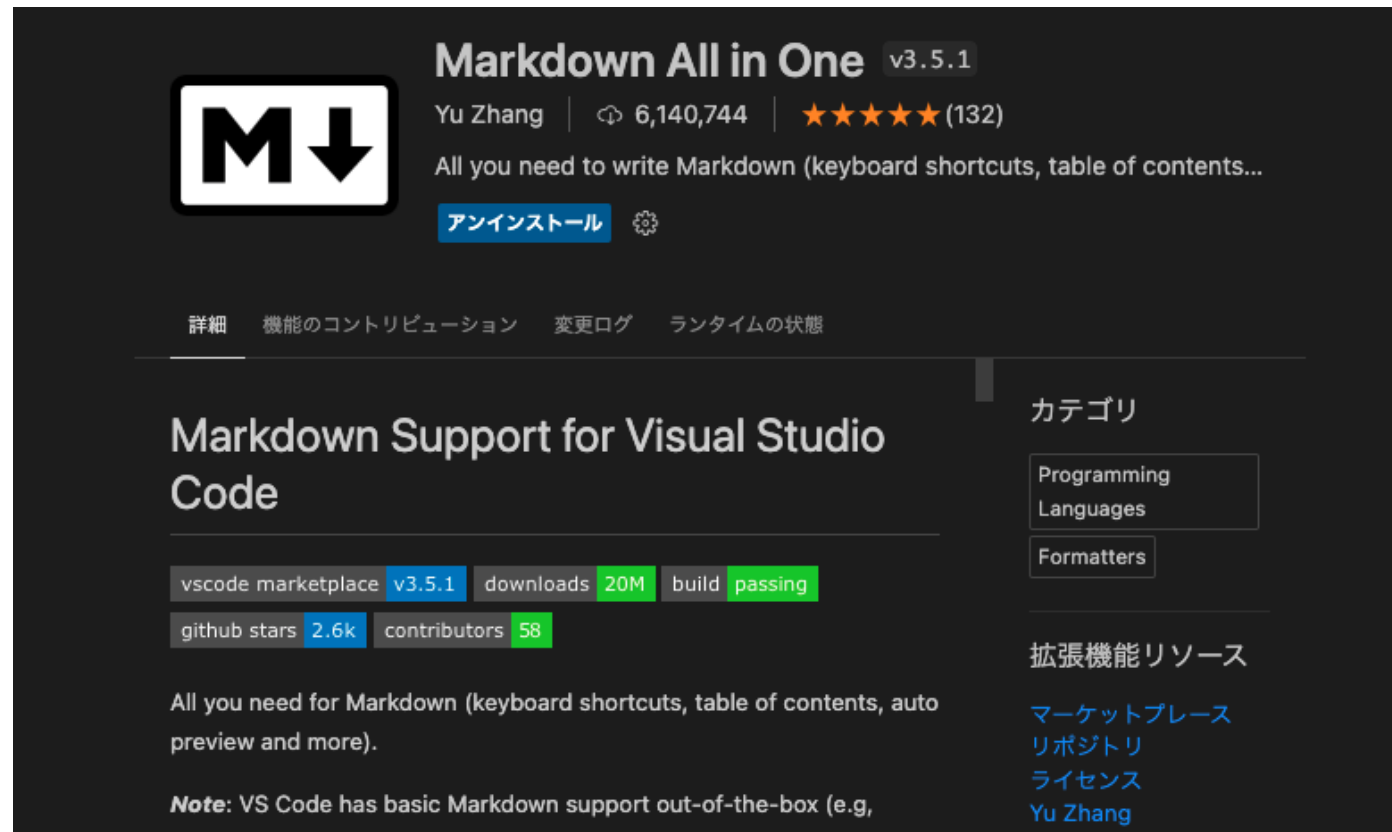 Markdown All in One v3.5.1
Yu Zhang 6,140,744 ★★★★★(132)
M
All you need to write Markdown (keyboard shortcuts, table of contents...
アンインストール
詳細 機能のコントリビューション 変更ログ ランタイムの状態
Markdown Support for Visual Studio
Code
vscode marketplace v3.5.1 downloads 20M build passing
github stars 2.6k contributors 58
All you need for Markdown (keyboard shortcuts, table of contents, auto
preview and more).
Note: VS Code has basic Markdown support out-of-the-box (e.g,
カテゴリ
Programming
Languages
Formatters
拡張機能リソース
マーケットプレース
リポジトリ
ライセンス
Yu Zhang